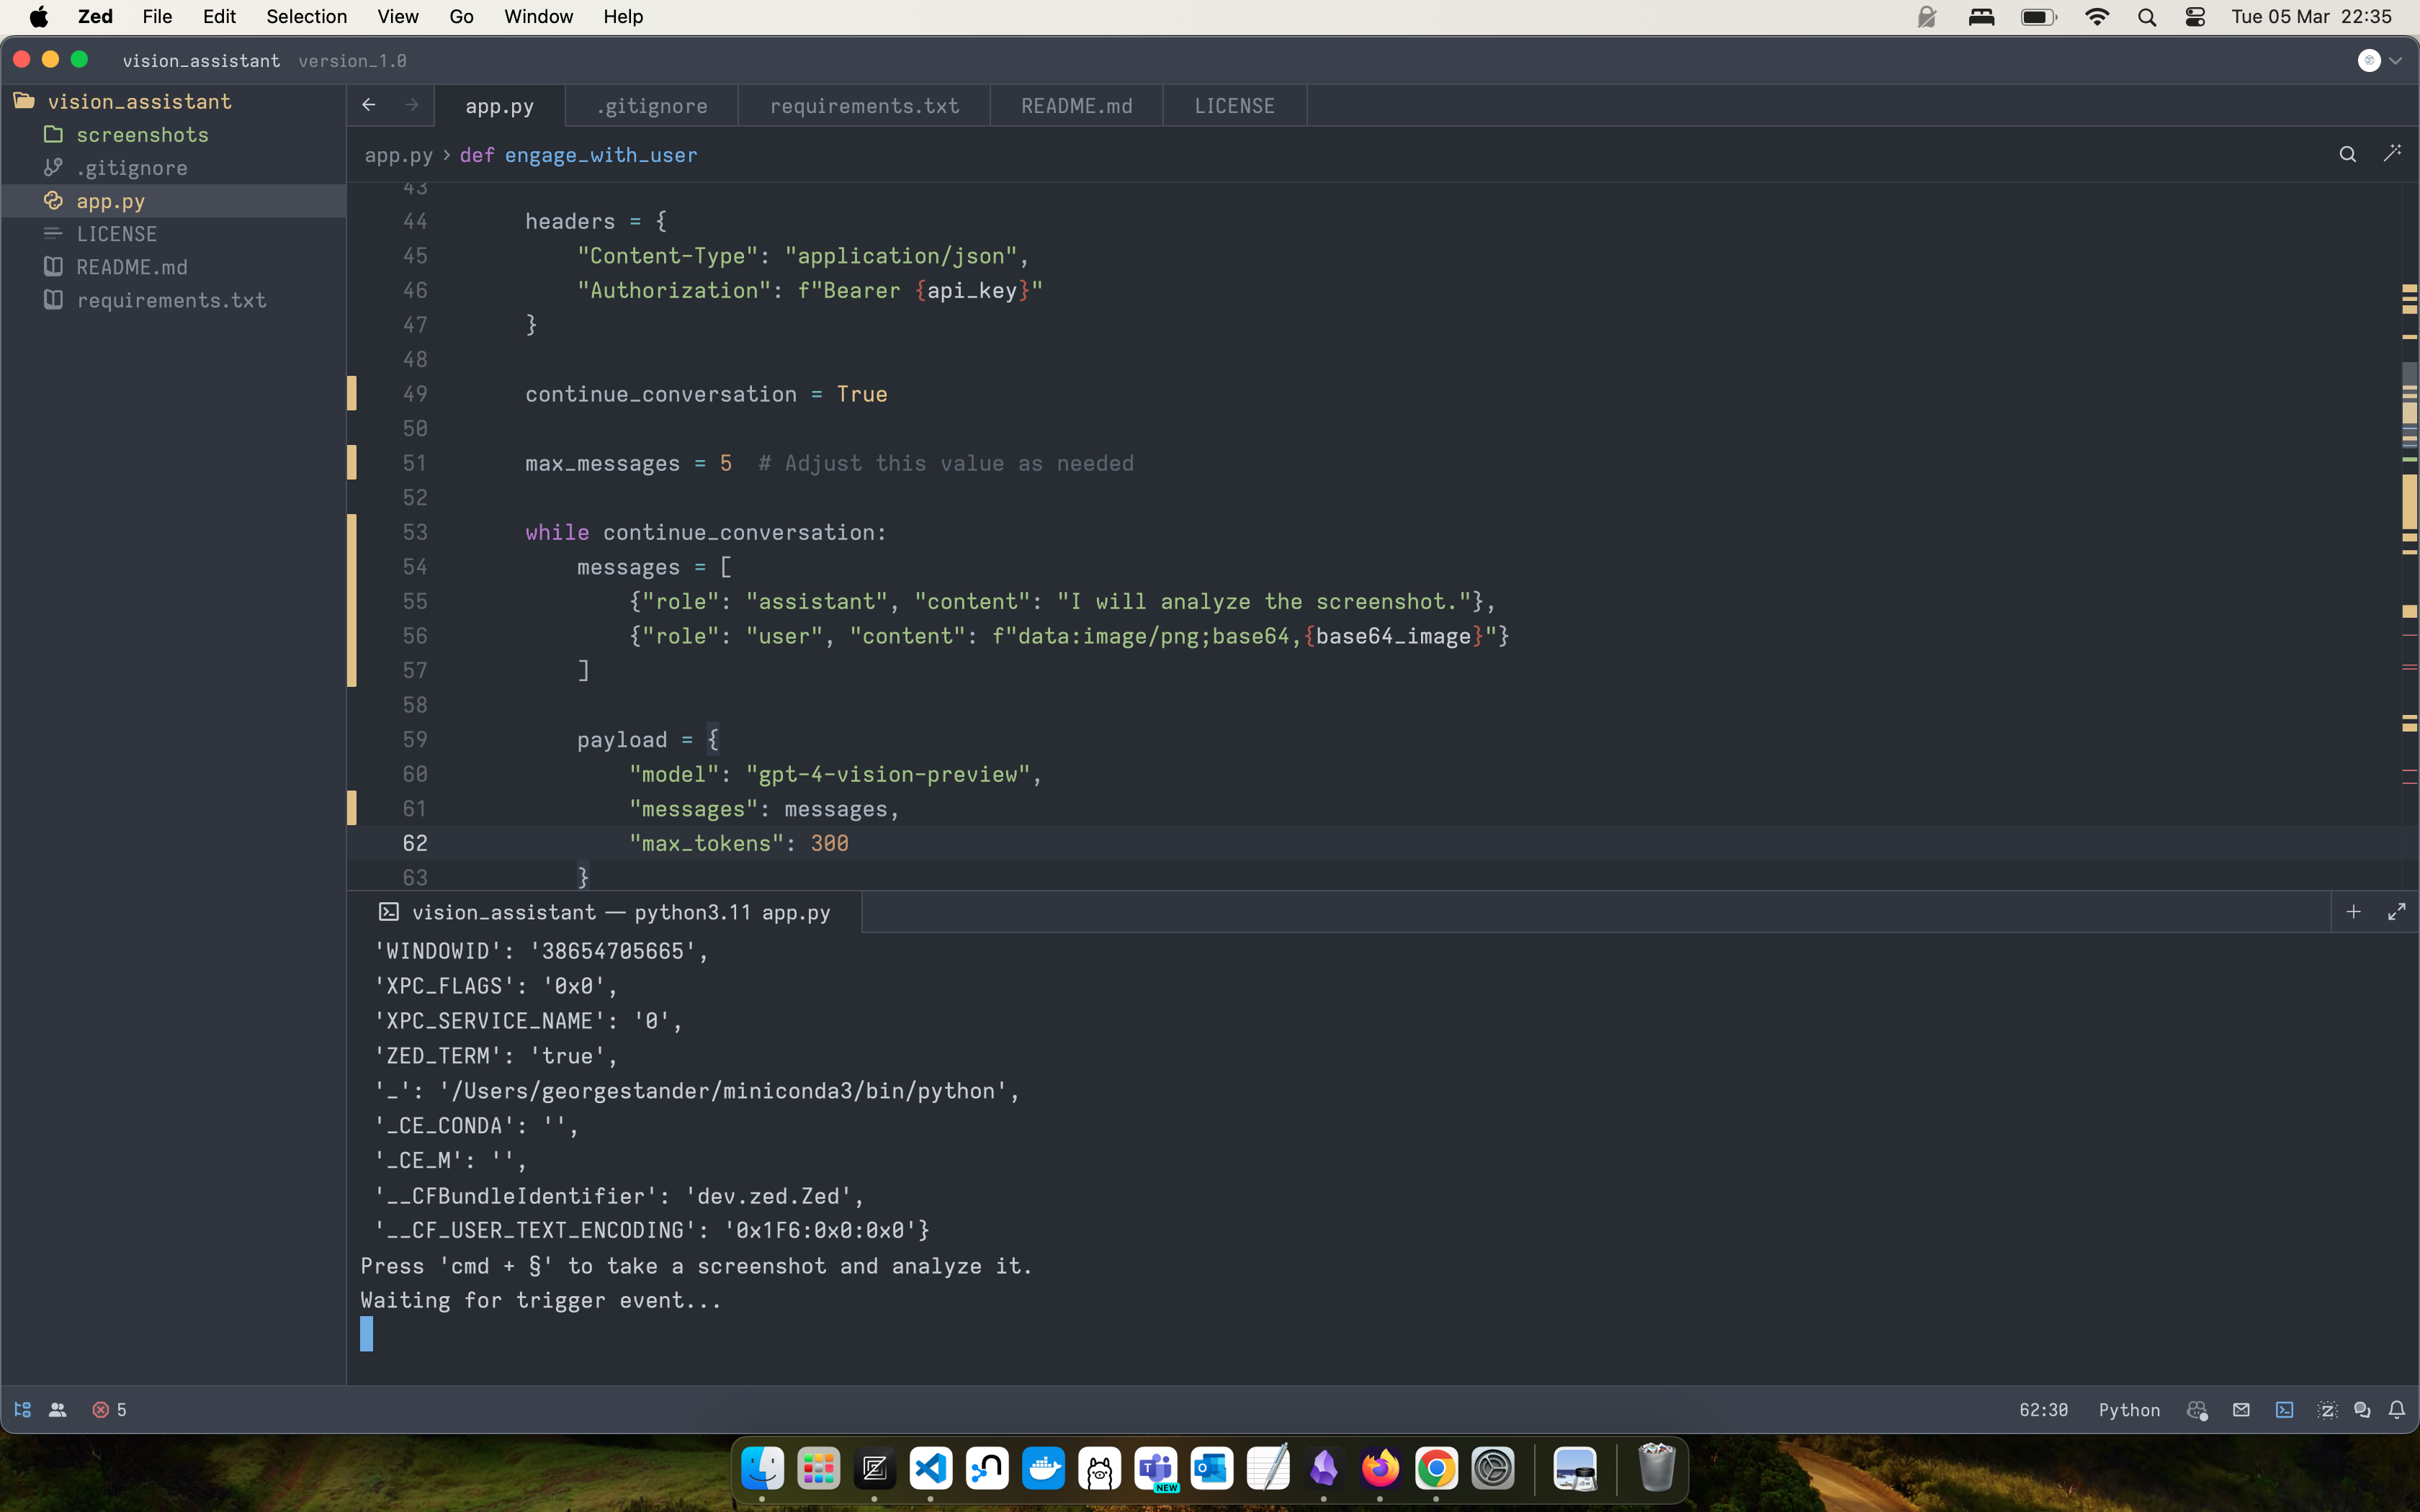 Zed File Edit Selection View Go Window Help Tue 05 Mar 22:35
vision_assistant version_1.0
vision_assistant
screenshots
.gitignore
app.py
LICENSE
README.md
requirements.txt
app.py .gitignore requirements.txt README.md LICENSE
app.py › def engage_with_user
43
44 headers = {
45 "Content-Type": "application/json",
46 "Authorization": f"Bearer {api_key}"
47 }
48
49 continue_conversation = True
50
51 max_messages = 5 # Adjust this value as needed
52
53 while continue_conversation:
54 messages = [
55 {"role": "assistant", "content": "I will analyze the screenshot."},
56 {"role": "user", "content": f"data:image/png;base64,{base64_image}"}
57 ]
58
59 payload = {
60 "model": "gpt-4-vision-preview",
61 "messages": messages,
62 "max_tokens": 300
63 }
vision_assistant — python3.11 app.py
'WINDOWID': '38654705665',
'XPC_FLAGS': '0x0',
'XPC_SERVICE_NAME': '0',
'ZED_TERM': 'true',
'_': '/Users/georgestander/miniconda3/bin/python',
'_CE_CONDA': '',
'_CE_M': '',
'__CFBundleIdentifier': 'dev.zed.Zed',
'__CF_USER_TEXT_ENCODING': '0x1F6:0x0:0x0'}
Press 'cmd + §' to take a screenshot and analyze it.
Waiting for trigger event...
5 62:30 Python
NEW